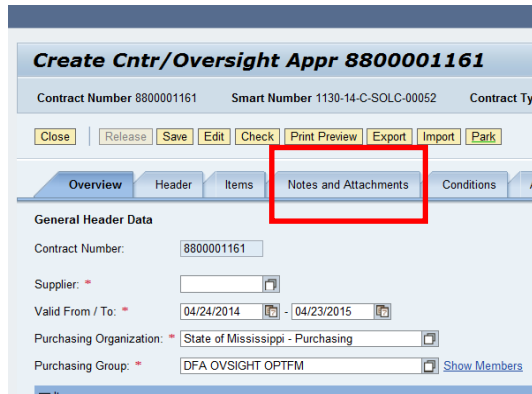 Create Cntr/Oversight Appr 8800001161
Contract Number 8800001161 Smart Number 1130-14-C-SOLC-00052 Contract Ty
Close Release Save Edit Check Print Preview Export Import Park
Overview Header Items Notes and Attachments Conditions
General Header Data
Contract Number: 8800001161
Supplier: *
Valid From / To: * 04/24/2014 - 04/23/2015
Purchasing Organization: * State of Mississippi - Purchasing
Purchasing Group: * DFA OVSIGHT OPTFM Show Members